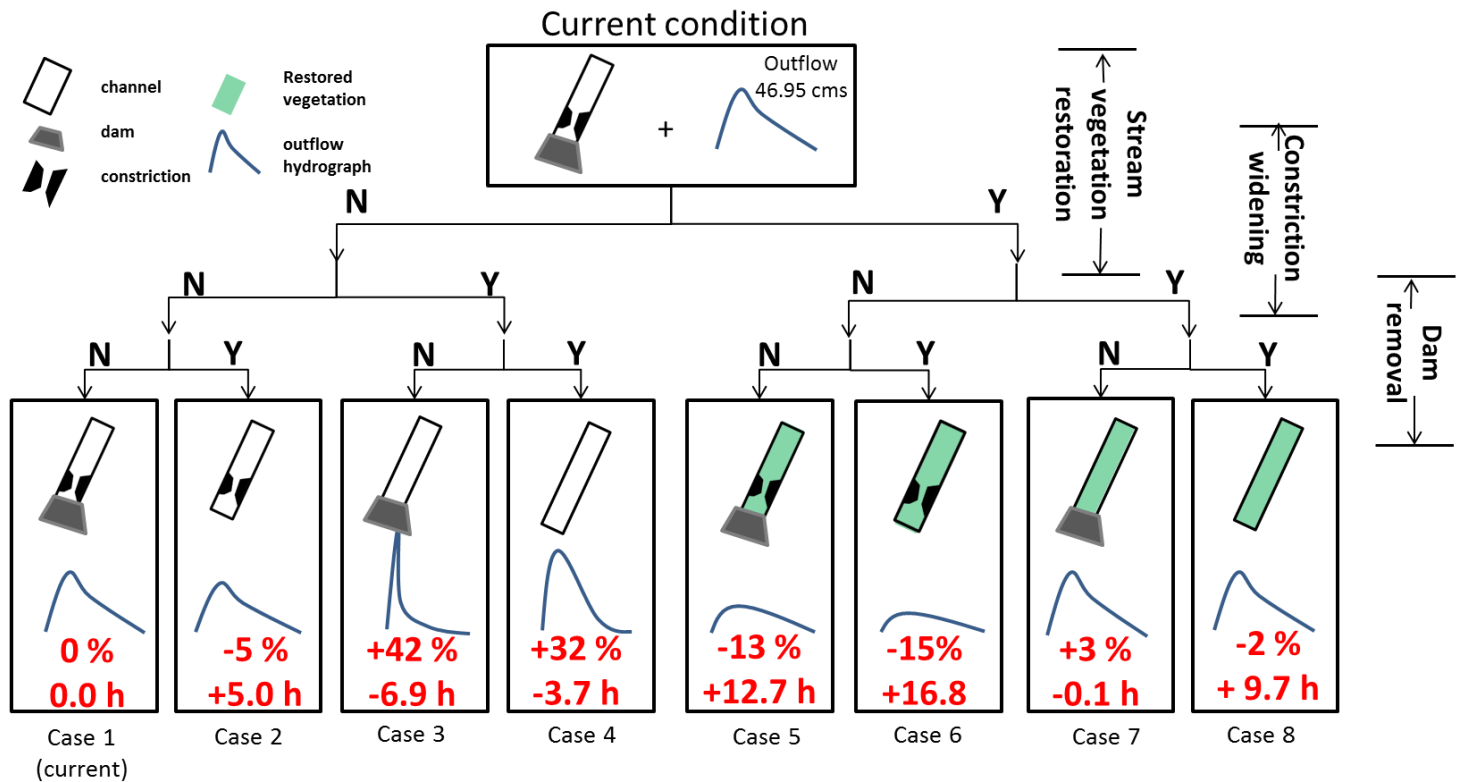 Current condition
Outflow
46.95 cms
+
channel
Restored
vegetation
dam
outflow
hydrograph
constriction
Stream
vegetation
restoration
Constriction
widening
Dam
removal
N
Y
N
Y
N
Y
N
Y
N
Y
N
Y
N
Y
0 %
0.0 h
Case 1
(current)
-5 %
+5.0 h
Case 2
+42 %
-6.9 h
Case 3
+32 %
-3.7 h
Case 4
-13 %
+12.7 h
Case 5
-15%
+16.8
Case 6
+3 %
-0.1 h
Case 7
-2 %
+ 9.7 h
Case 8